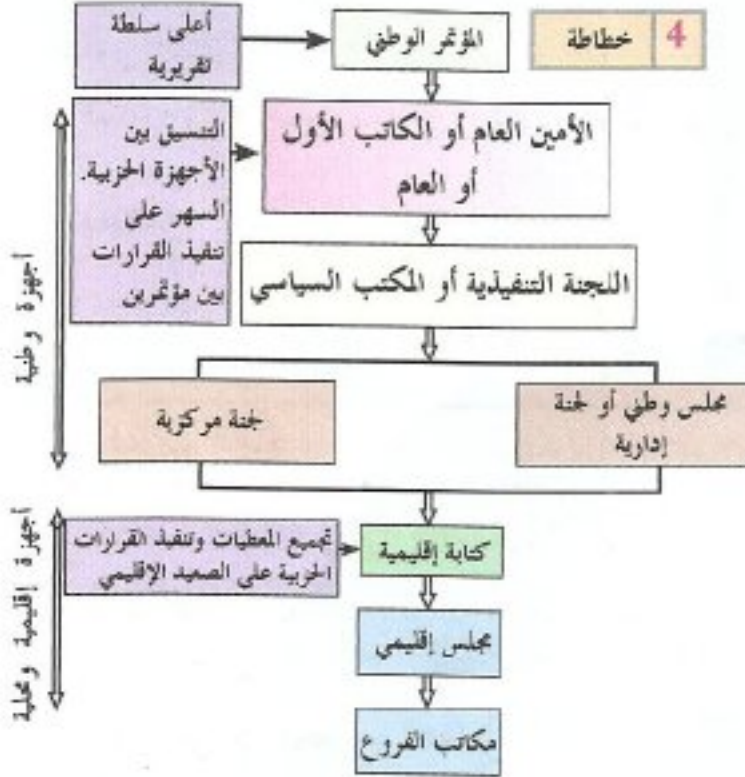 4 خطاطة
أعلى سلطة
تقريرية
المؤتمر الوطني
التنسيق بين
الأجهزة الحزبية.
السهر على
تنفيذ القرارات
بين مؤتمرين
الأمين العام أو الكاتب الأول
أو العام
اللجنة التنفيذية أو المكتب السياسي
أجهزة وطنية
مجلس وطني أو لجنة
إدارية
لجنة مركزية
أجهزة إقليمية ومحلية
تجميع المعطيات وتنفيذ القرارات
الحزبية على الصعيد الإقليمي
كتابة إقليمية
مجلس إقليمي
مكاتب الفروع